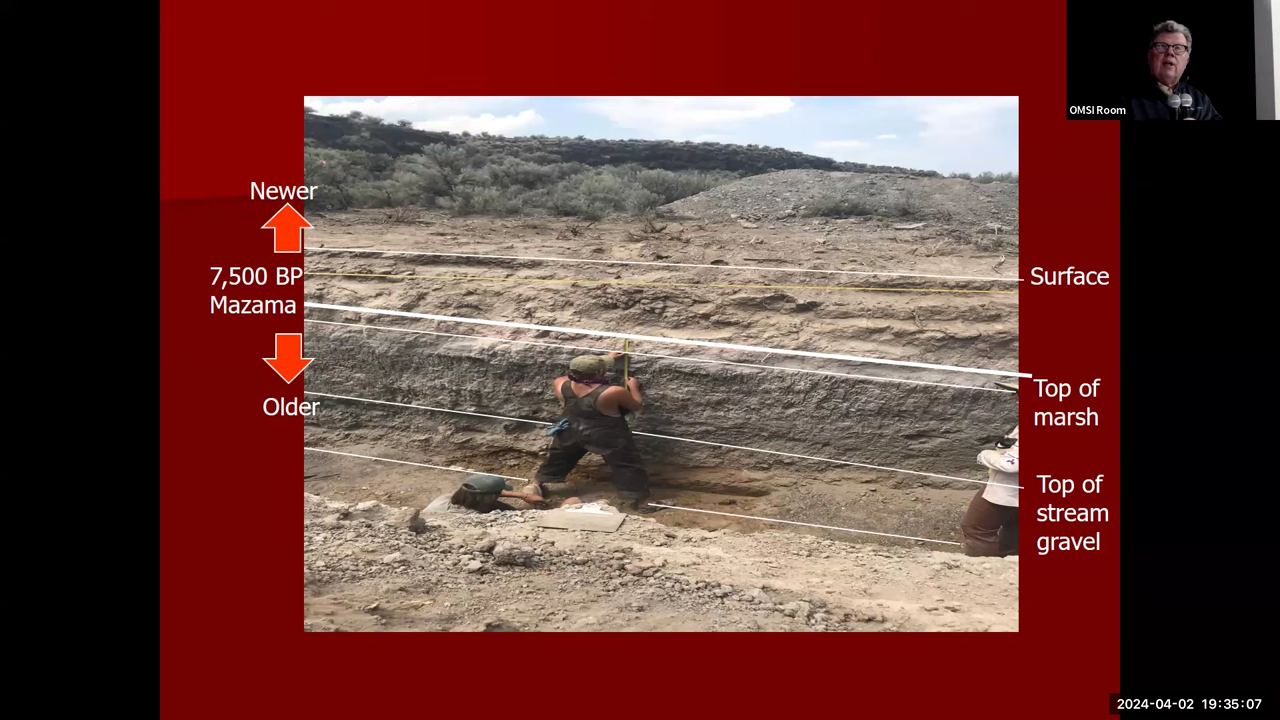 OMSI Room
Newer
7,500 BP
Mazama
Older
Surface
Top of
marsh
Top of
stream
gravel
2024-04-02 19:35:07